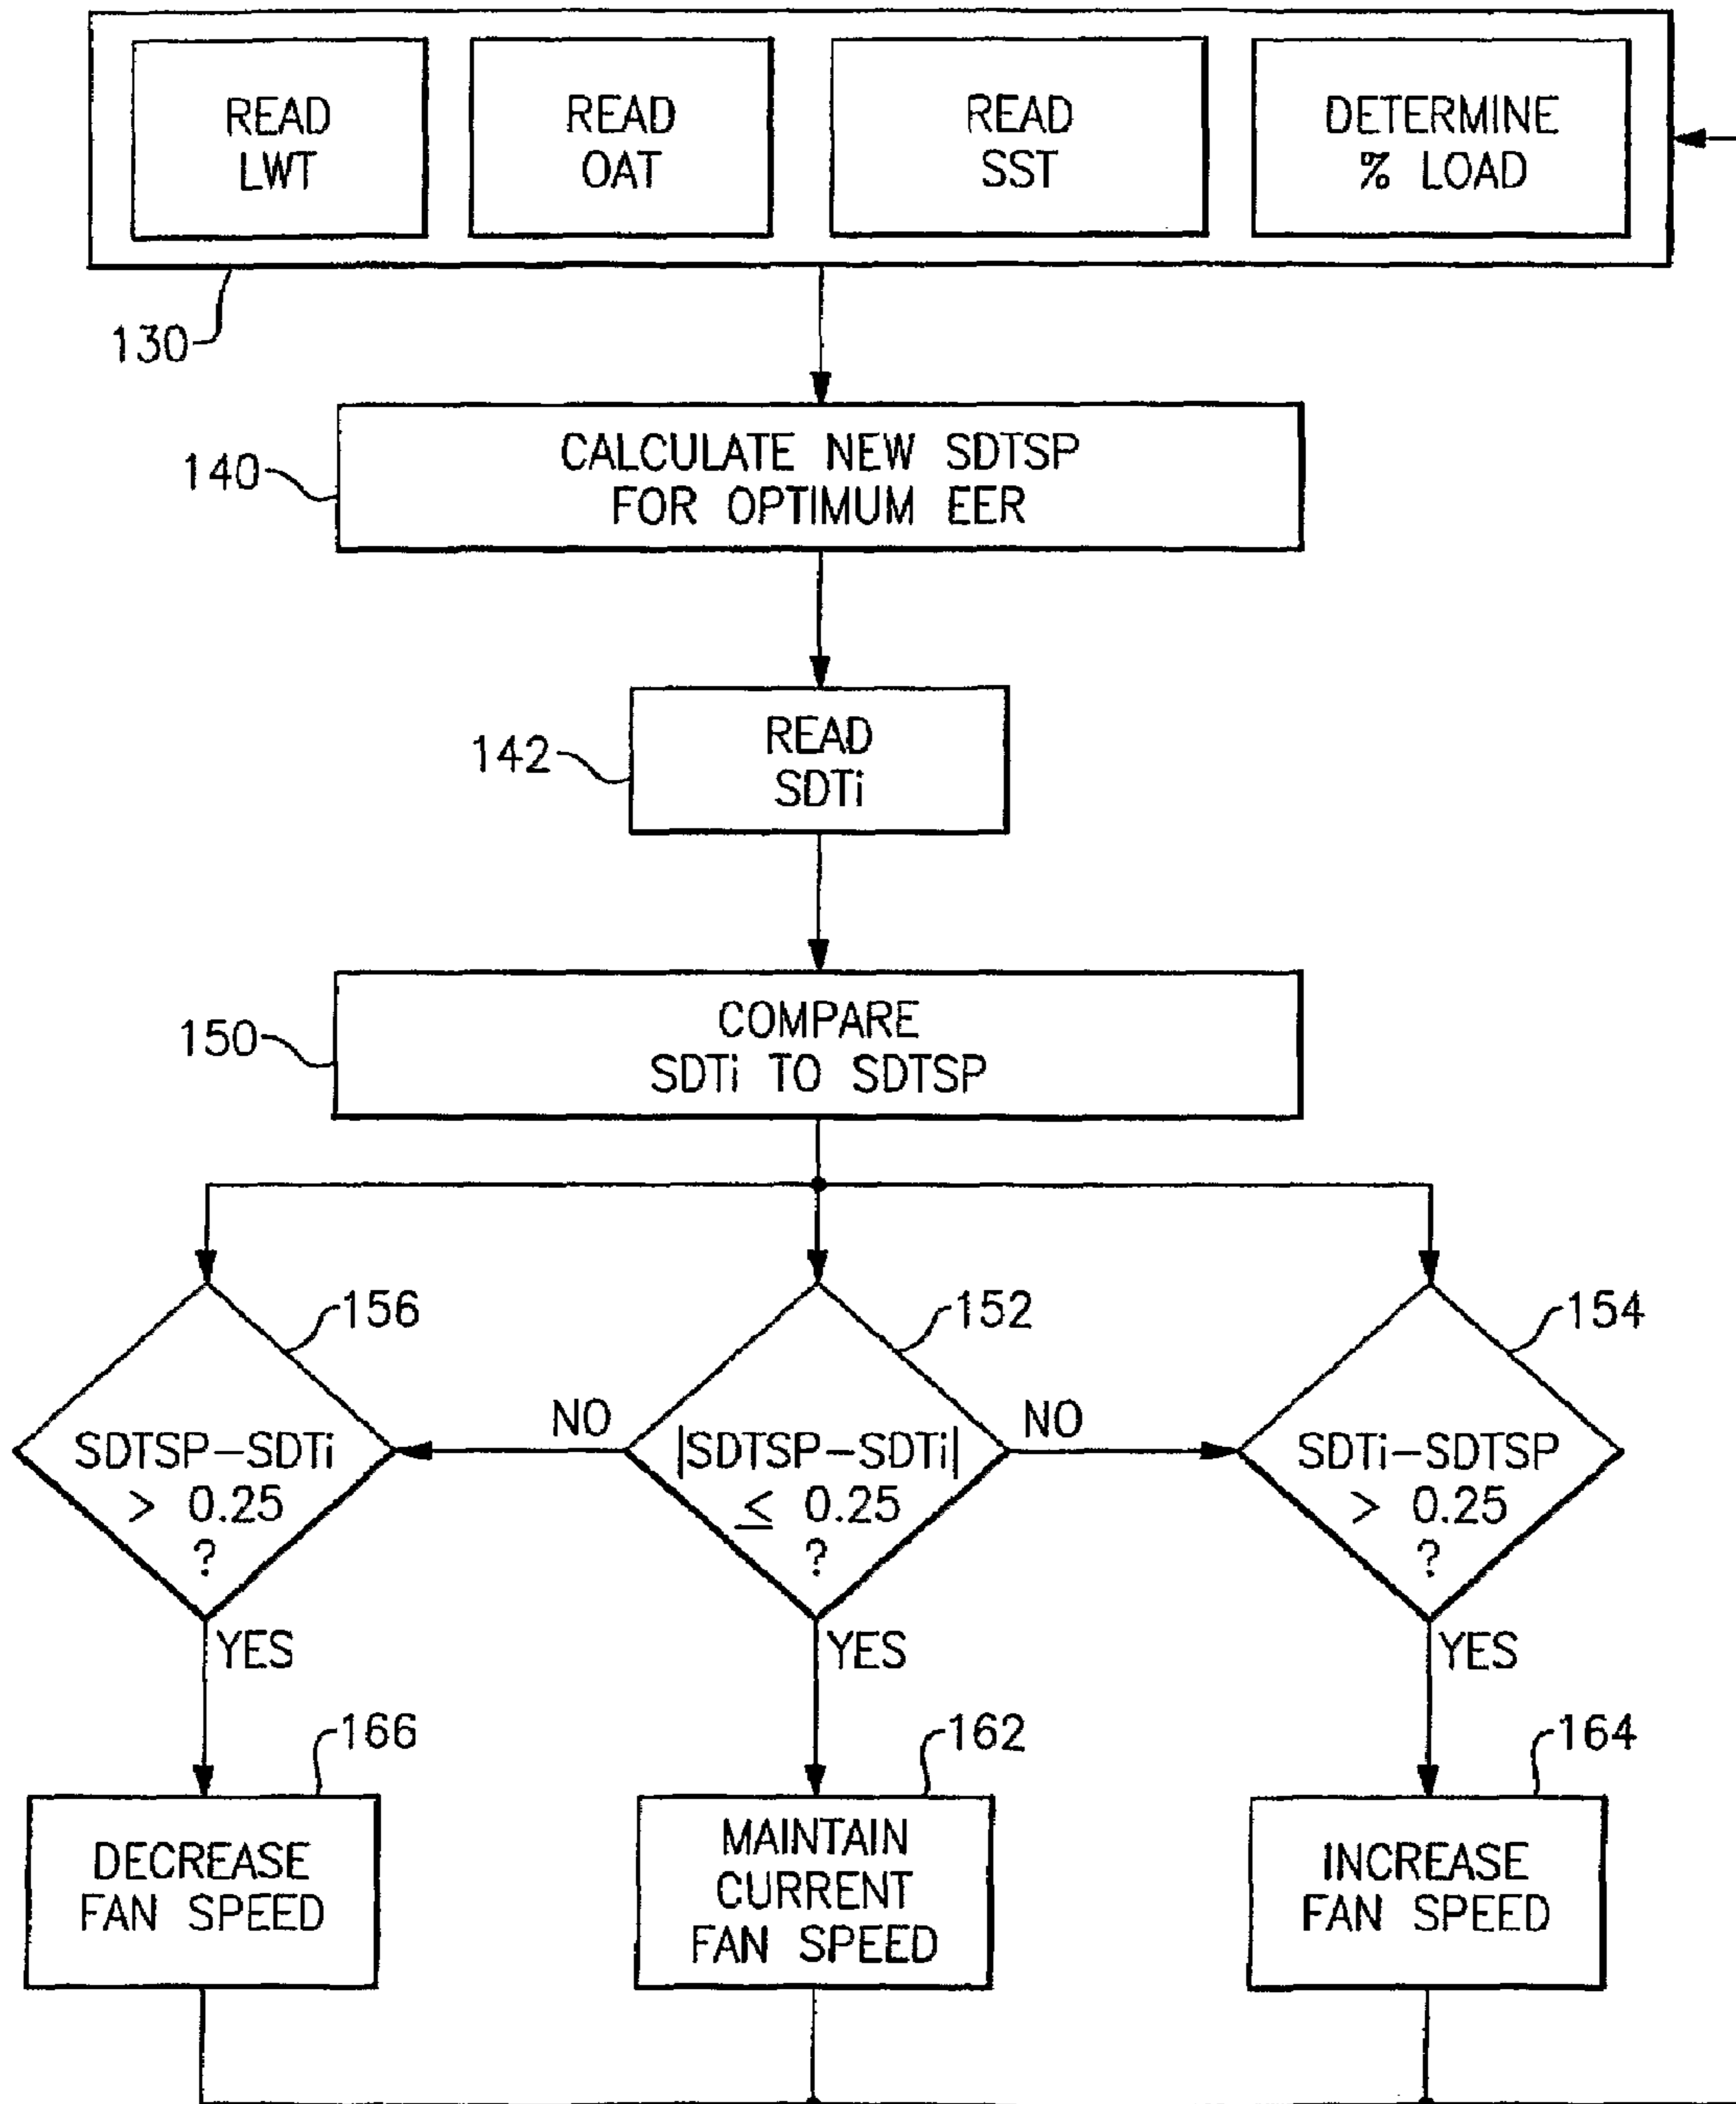 READ
LWT
READ
OAT
READ
SST
DETERMINE
% LOAD
130
140
CALCULATE NEW SDTSP
FOR OPTIMUM EER
142
READ
SDTi
150
COMPARE
SDTi TO SDTSP
156
152
154
NO
NO
SDTSP-SDTi
> 0.25
?
|SDTSP-SDTi|
≤ 0.25
?
SDTi-SDTSP
> 0.25
?
YES
YES
YES
166
162
164
DECREASE
FAN SPEED
MAINTAIN
CURRENT
FAN SPEED
INCREASE
FAN SPEED